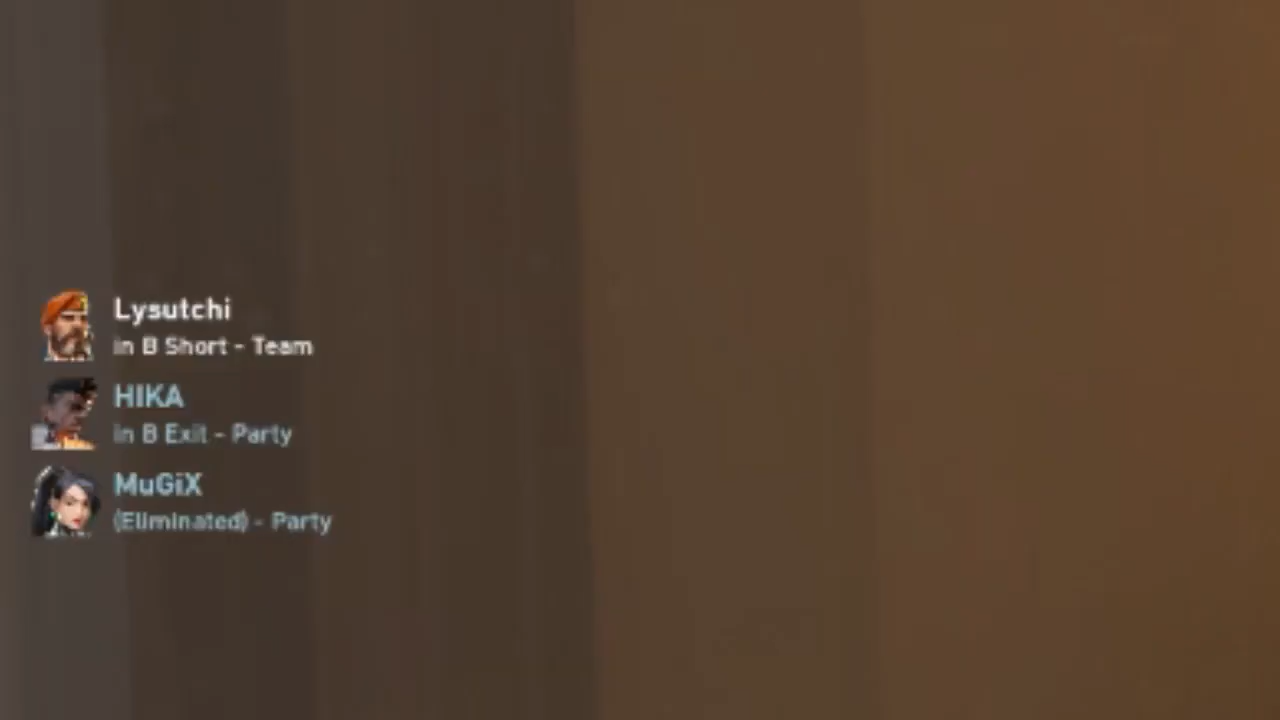 Lysutchi
in B Short - Team
HIKA
in B Exit - Party
MuGiX
(Eliminated) - Party